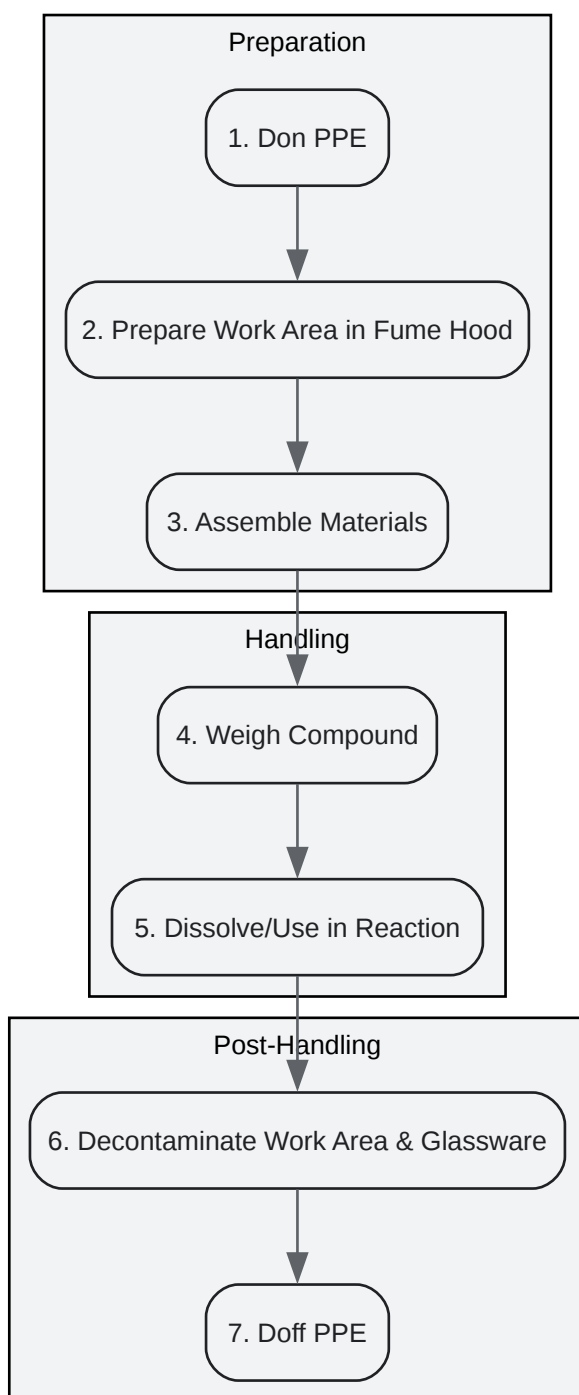 Preparation
1. Don PPE
2. Prepare Work Area in Fume Hood
3. Assemble Materials
Handling
4. Weigh Compound
5. Dissolve/Use in Reaction
Post-Handling
6. Decontaminate Work Area & Glassware
7. Doff PPE